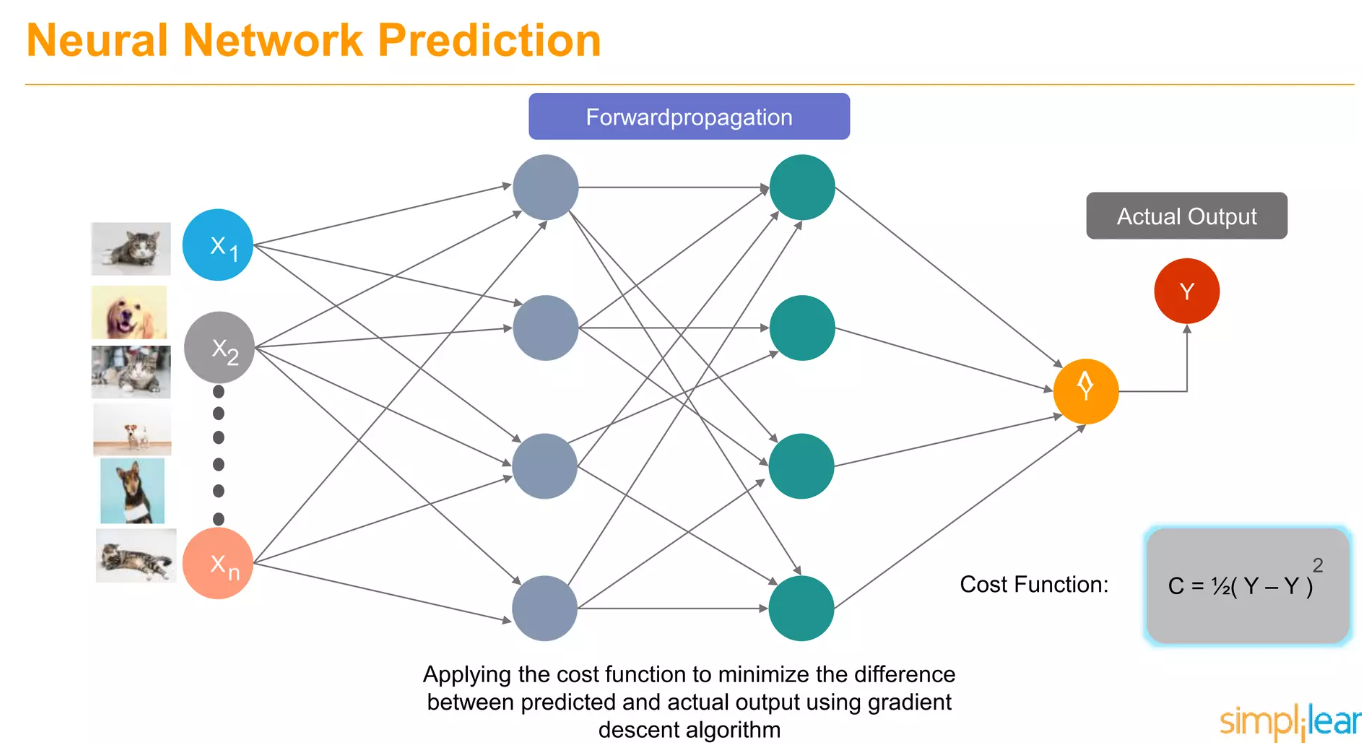 Neural Network Prediction
Forwardpropagation
Actual Output
X1
Y
X2
Ŷ
Xn
Cost Function:
C = ½( Y – Y )2
Applying the cost function to minimize the difference
between predicted and actual output using gradient
descent algorithm
simplilear